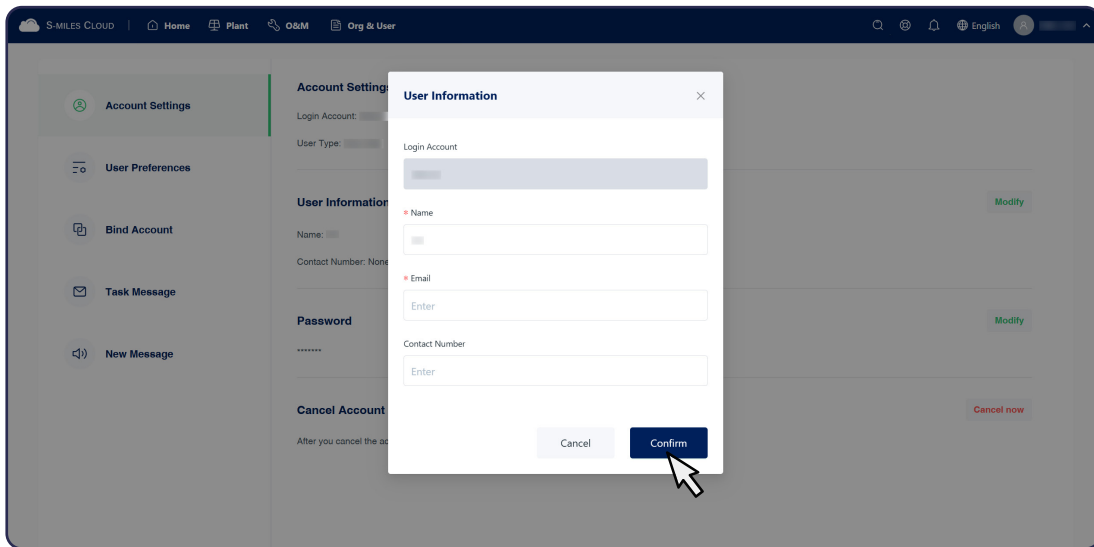 S-MILES CLOUD | Home Plant O&M Org & User English
Account Settings
User Preferences
Bind Account
Task Message
New Message
Account Settings
Login Account:
User Type:
User Information
Modify
Name:
Contact Number: None
Password
Modify
*******
Cancel Account
Cancel now
After you cancel the
User Information
Login Account
* Name
* Email
Enter
Contact Number
Enter
Cancel Confirm